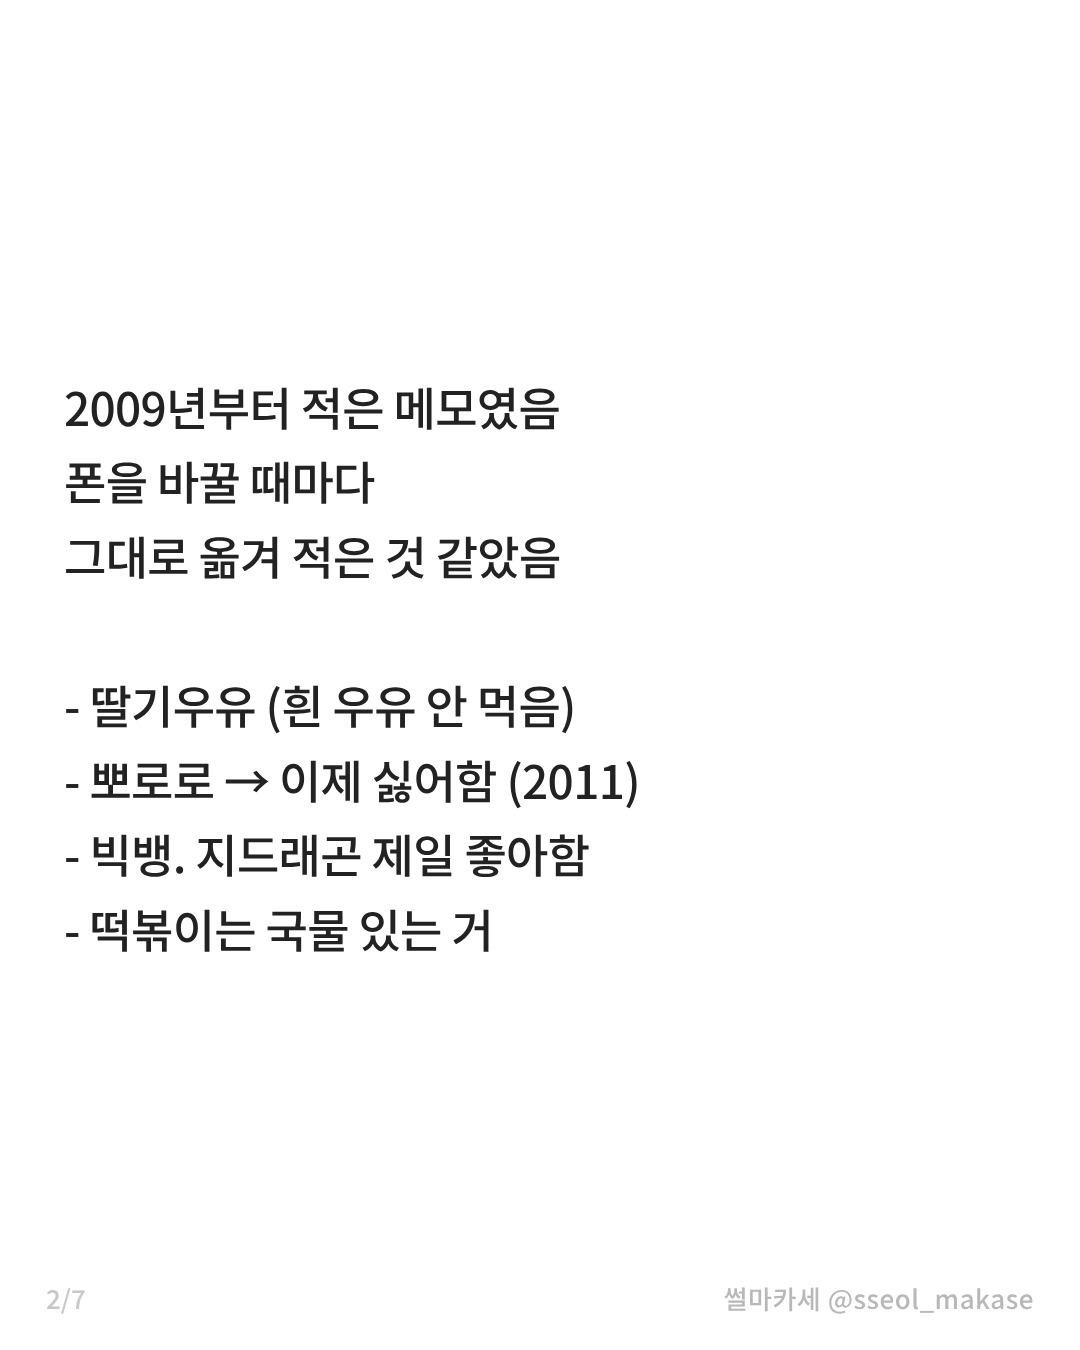 2009년부터 적은 메모였음
폰을 바꿀 때마다
그대로 옮겨 적은 것 같았음
- 딸기우유 (흰 우유 안 먹음)
- 뽀로로 → 이제 싫어함 (2011)
- 빅뱅. 지드래곤 제일 좋아함
- 떡볶이는 국물 있는 거
2/7
썰마카세 @sseol_makase